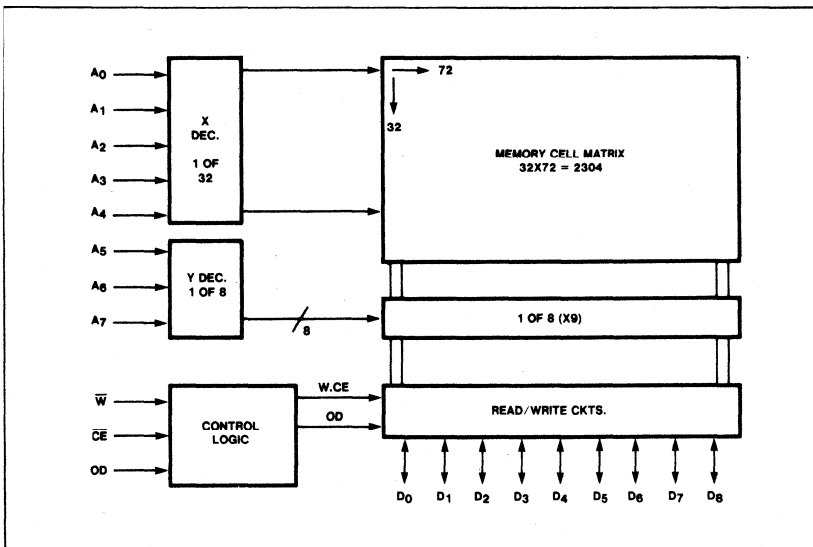 A0
A1
A2
A3
A4
X
DEC.
1 OF
32
72
32
MEMORY CELL MATRIX
32X72 = 2304
A5
A6
A7
Y DEC.
1 OF 8
8
1 OF 8 (X9)
W̅
C̅E̅
OD
CONTROL
LOGIC
W.CE
OD
READ/WRITE CKTS.
D0 D1 D2 D3 D4 D5 D6 D7 D8